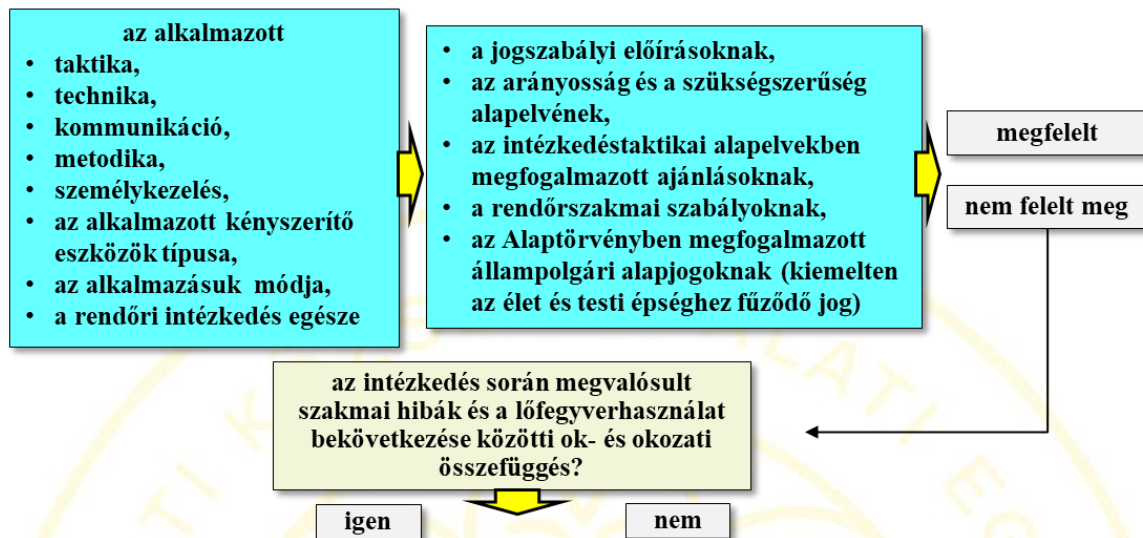 az alkalmazott
• taktika,
• technika,
• kommunikáció,
• metodika,
• személykezelés,
• az alkalmazott kényszerítő
eszközök típusa,
• az alkalmazásuk módja,
• a rendőri intézkedés egésze
• a jogszabályi előírásoknak,
• az arányosság és a szükségszerűség
alapelvének,
• az intézkedéstaktikai alapelvekben
megfogalmazott ajánlásoknak,
• a rendőrszakmai szabályoknak,
• az Alaptörvényben megfogalmazott
állampolgári alapjogoknak (kiemelten
az élet és testi épséghez fűződő jog)
megfelelt
nem felelt meg
az intézkedés során megvalósult
szakmai hibák és a lőfegyverhasználat
bekövetkezése közötti ok- és okozati
összefüggés?
igen
nem